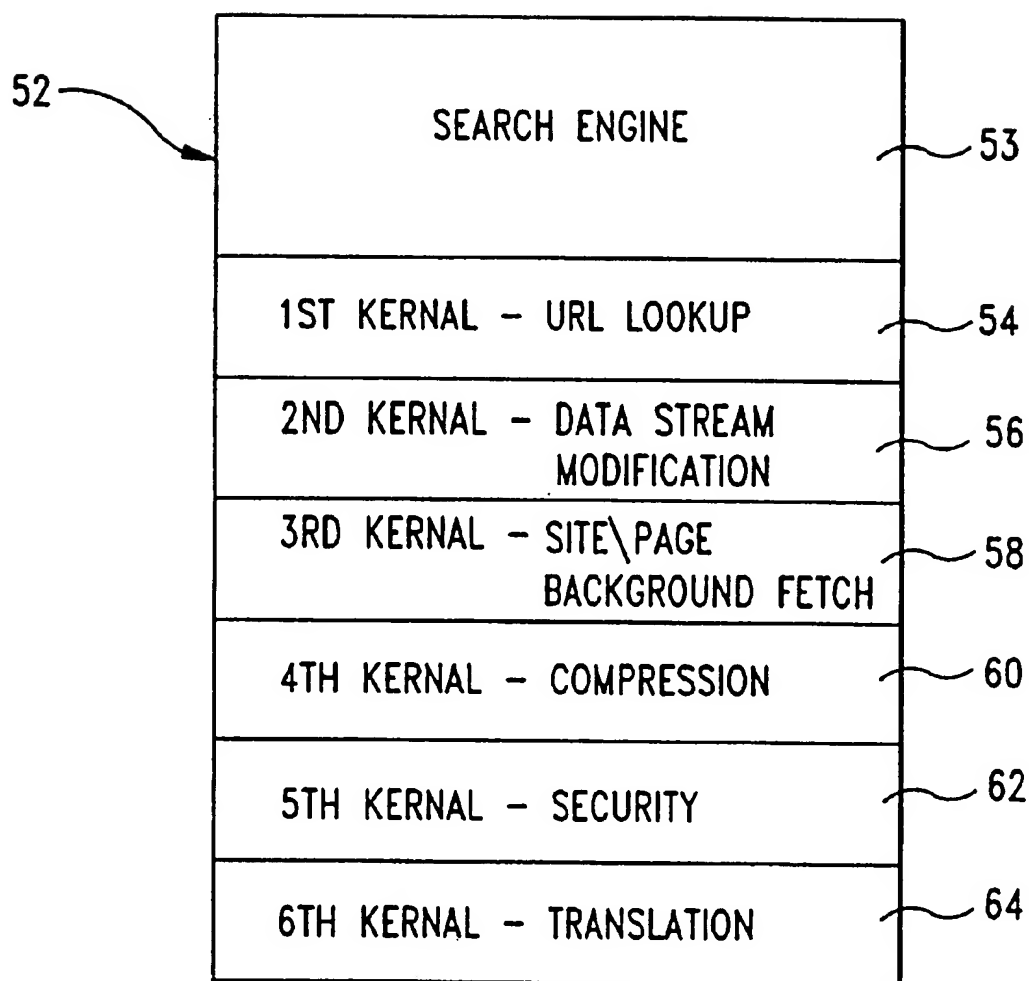 52
SEARCH ENGINE
53
1ST KERNAL – URL LOOKUP
54
2ND KERNAL – DATA STREAM
MODIFICATION
56
3RD KERNAL – SITE\PAGE
BACKGROUND FETCH
58
4TH KERNAL – COMPRESSION
60
5TH KERNAL – SECURITY
62
6TH KERNAL – TRANSLATION
64